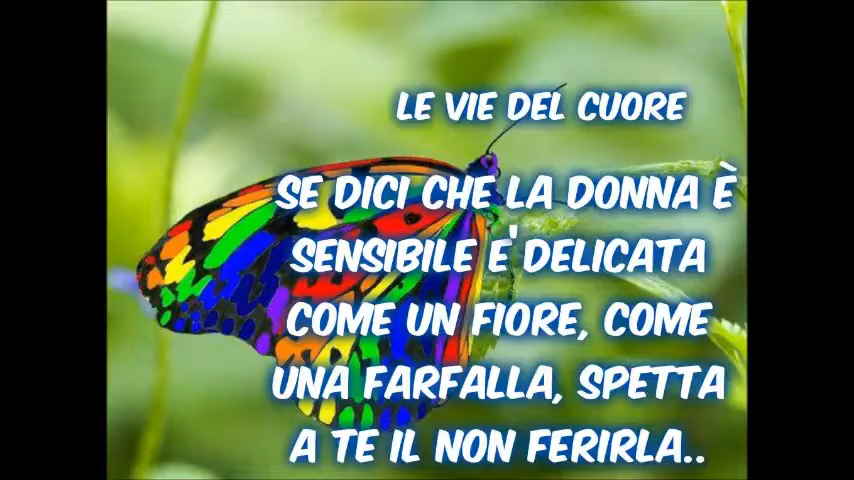 LE VIE DEL CUORE
SE DICI CHE LA DONNA È
SENSIBILE E' DELICATA
COME UN FIORE, COME
UNA FARFALLA, SPETTA
A TE IL NON FERIRLA..